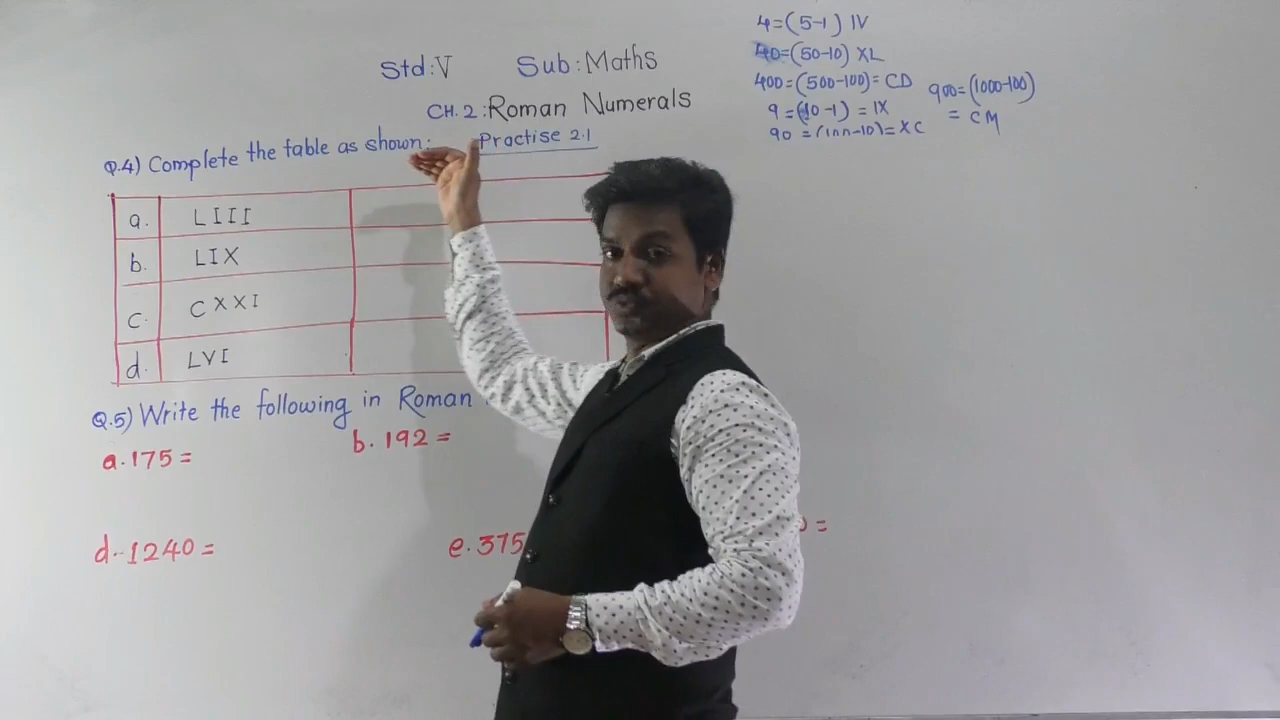 Std:V Sub:Maths
CH.2:Roman Numerals
Practise 2.1
4=(5-1) IV
40=(50-10) XL
400=(500-100)= CD
9=(10-1) = IX
90 =(100-10)=XC
900=(1000-100)
= CM
Q.4) Complete the table as shown:
a. LIII
b. LIX
c. CXXI
d. LVI
Q.5) Write the following in Roman
a.175=
b.192=
d.1240=
e.375
=